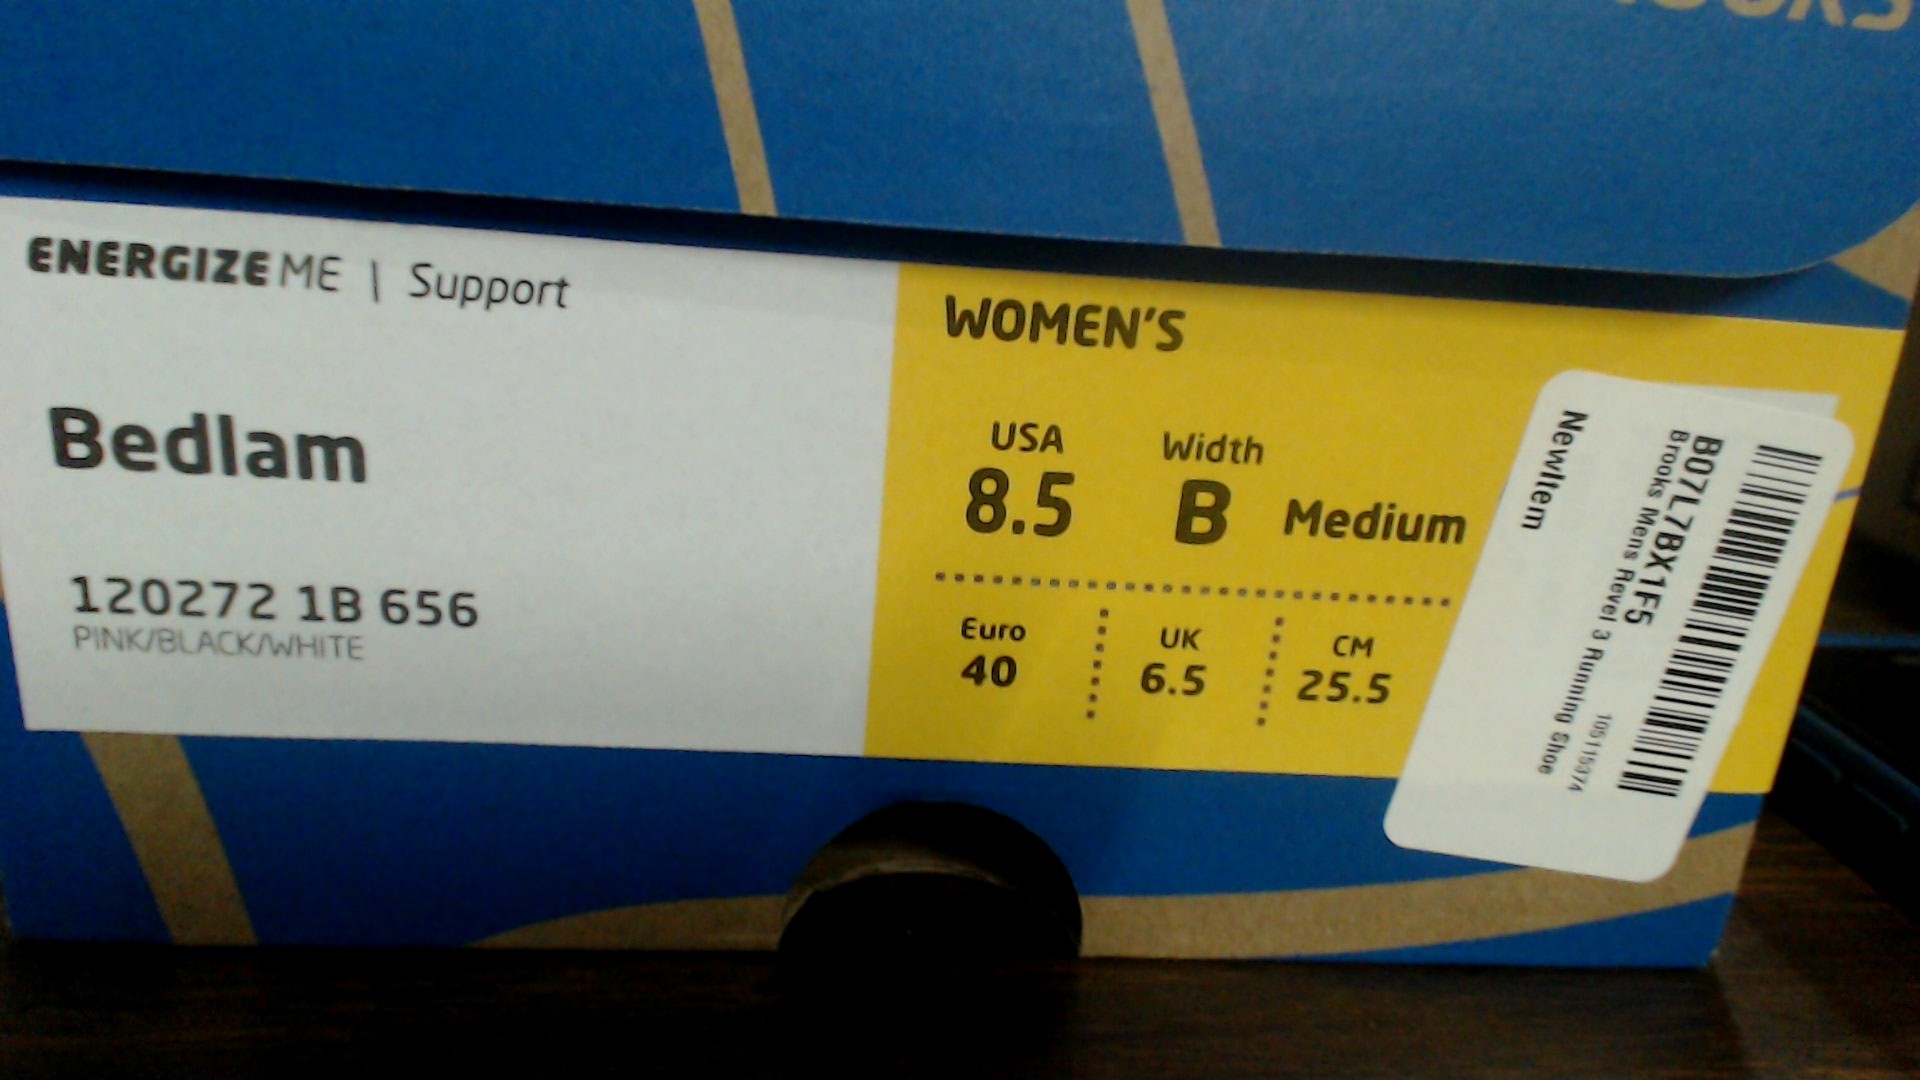 ENERGIZE ME | Support
Bedlam
120272 1B 656
PINK/BLACK/WHITE
WOMEN'S
USA
8.5
Width
B Medium
Euro
40
UK
6.5
CM
25.5
B07L7BX1F5
Brooks Mens Revel 3 Running Shoe
NewItem
105115374